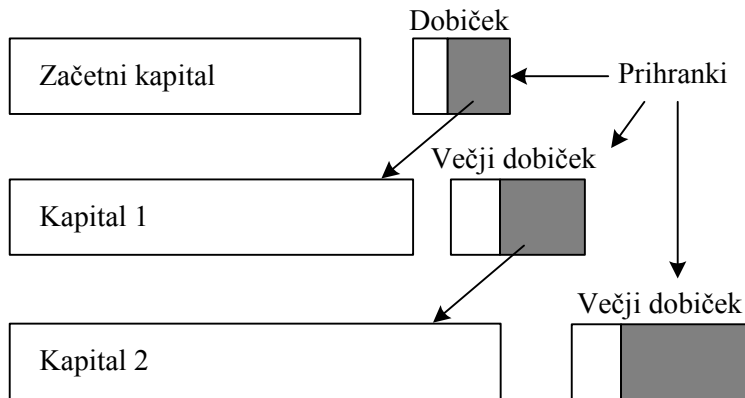 Dobiček
Začetni kapital
Prihranki
Večji dobiček
Kapital 1
Večji dobiček
Kapital 2